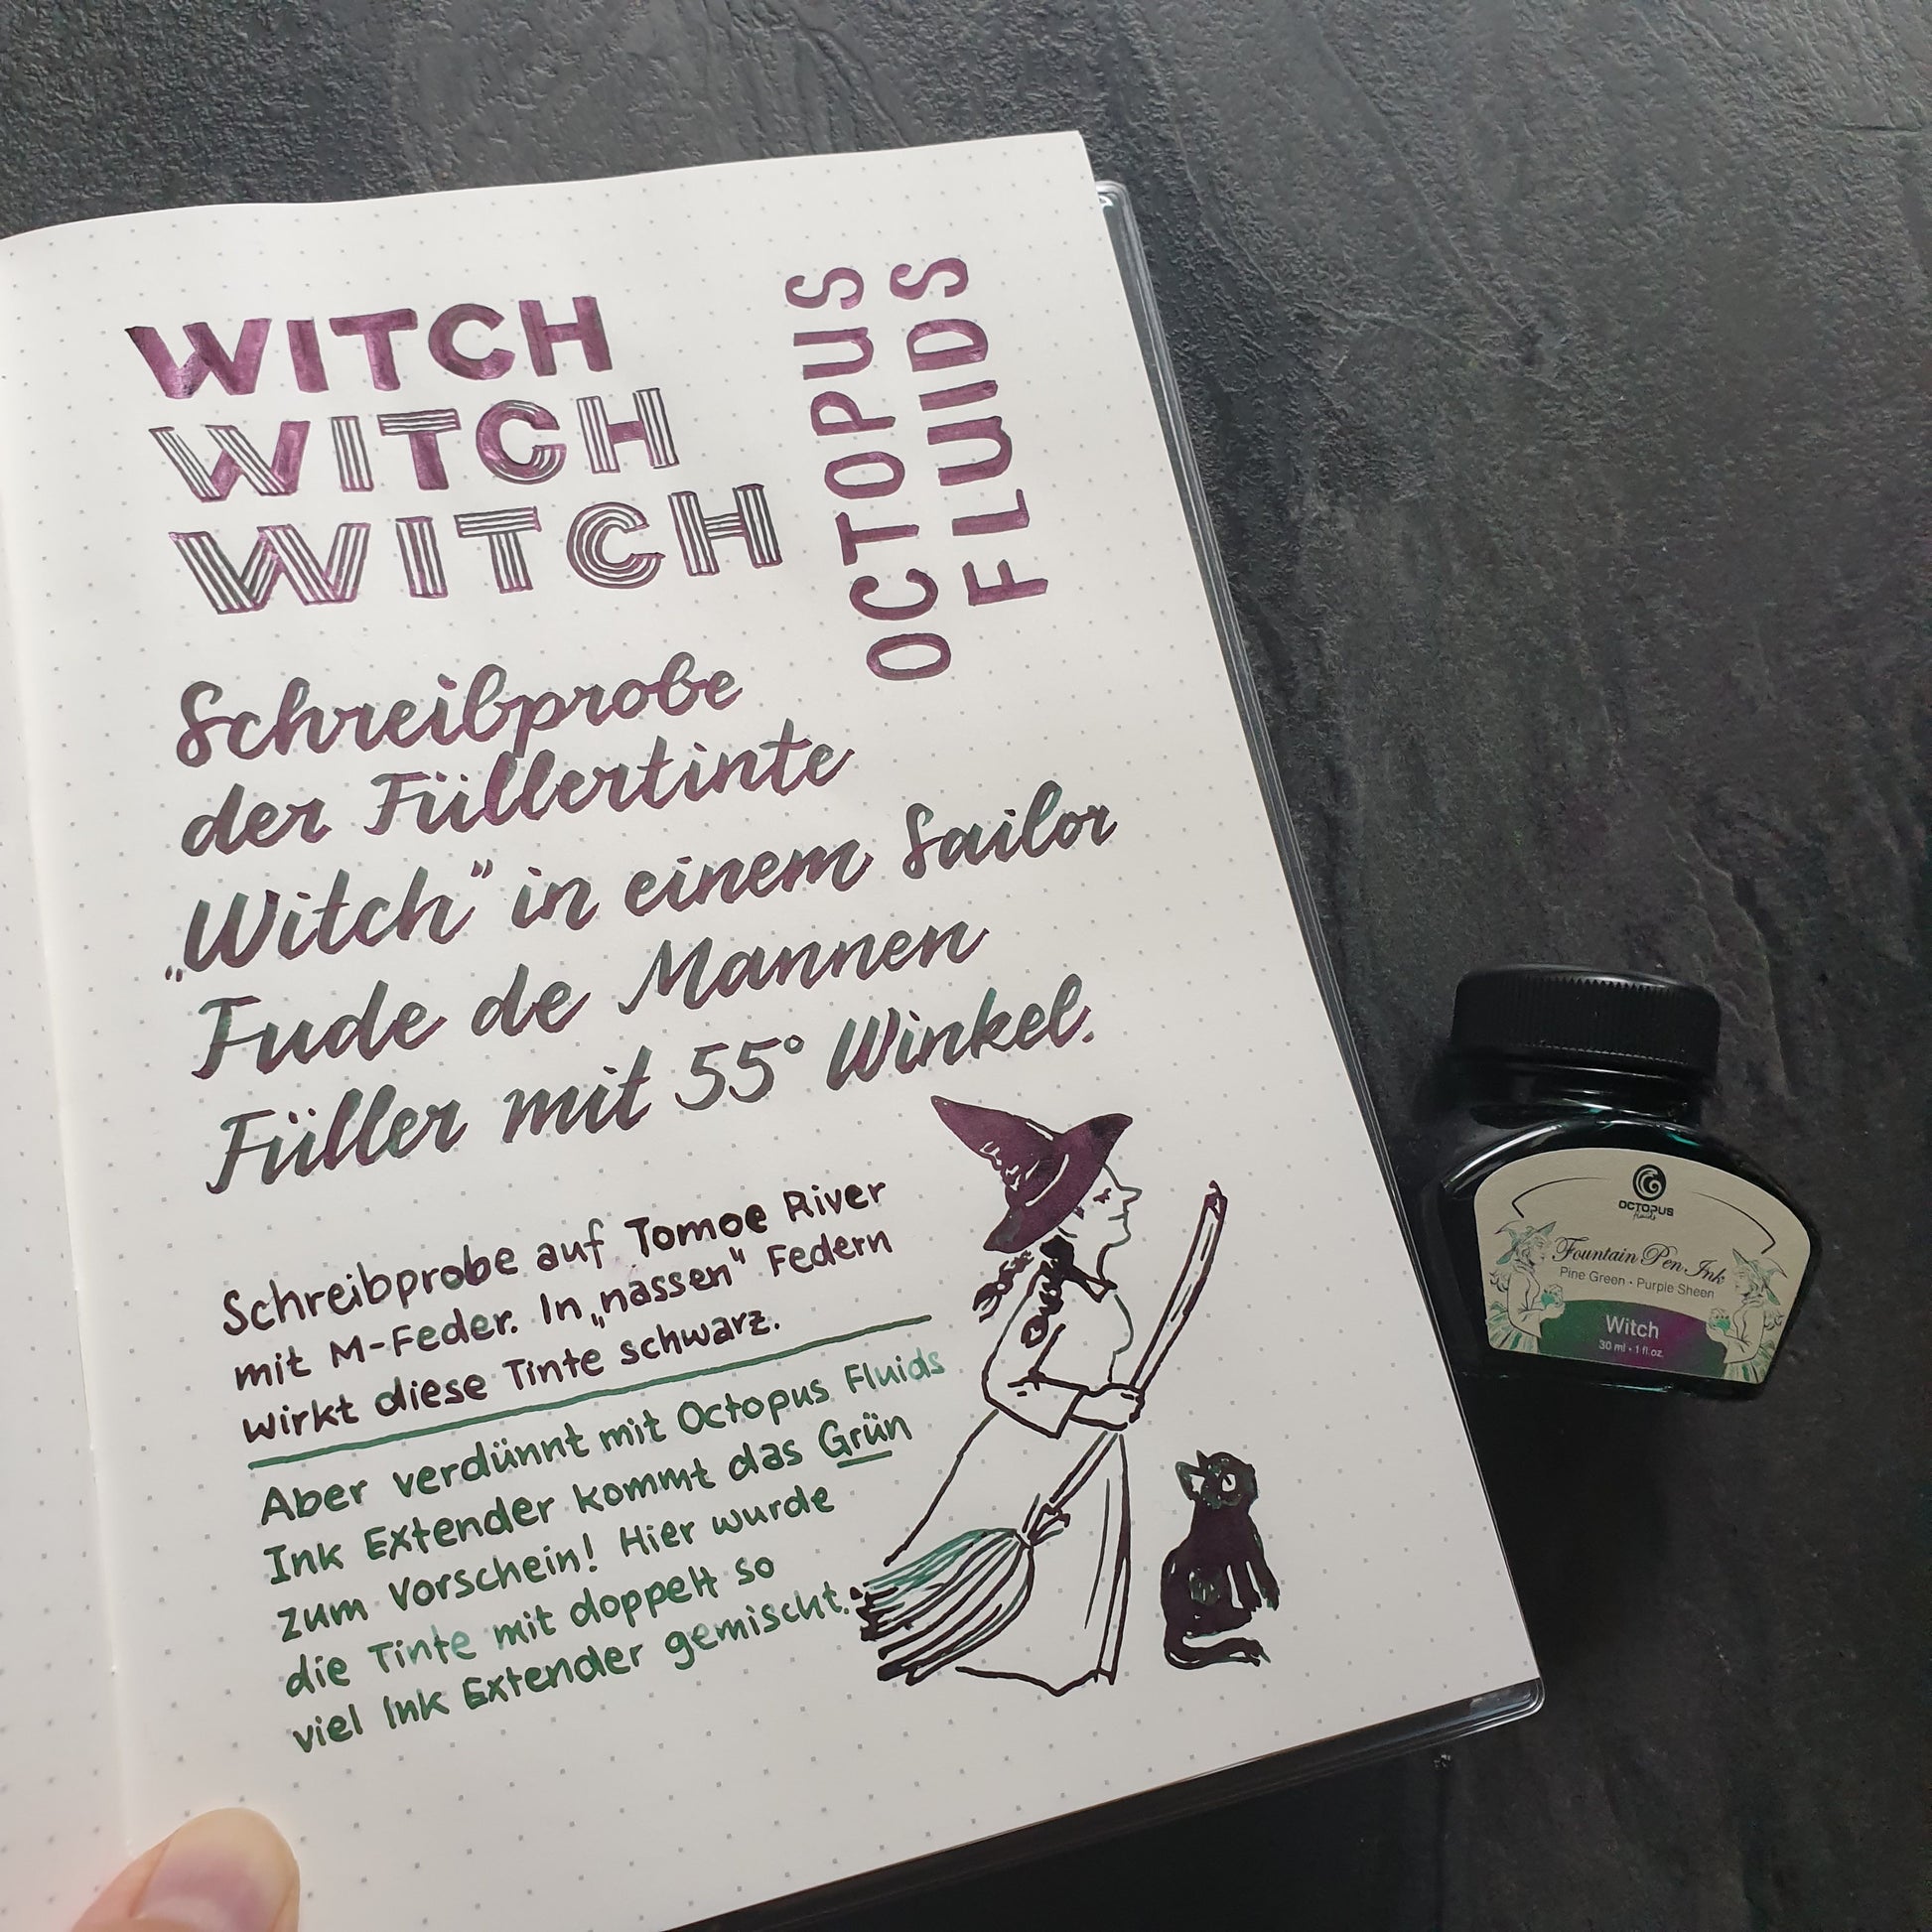 WITCH
WITCH
WITCH
OCTOPUS
FLUIDS
Schreibprobe
der Füllertinte
„Witch" in einem Sailor
Fude de Mannen
Füller mit 55° Winkel.
Schreibprobe auf Tomoe River
mit M-Feder. In „nassen" Federn
wirkt diese Tinte schwarz.
Aber verdünnt mit Octopus Fluids
Ink Extender kommt das Grün
zum Vorschein! Hier wurde
die Tinte mit doppelt so
viel Ink Extender gemischt.
OCTOPUS
fluids
Fountain Pen Ink
Pine Green • Purple Sheen
Witch
30 ml • 1 fl.oz.